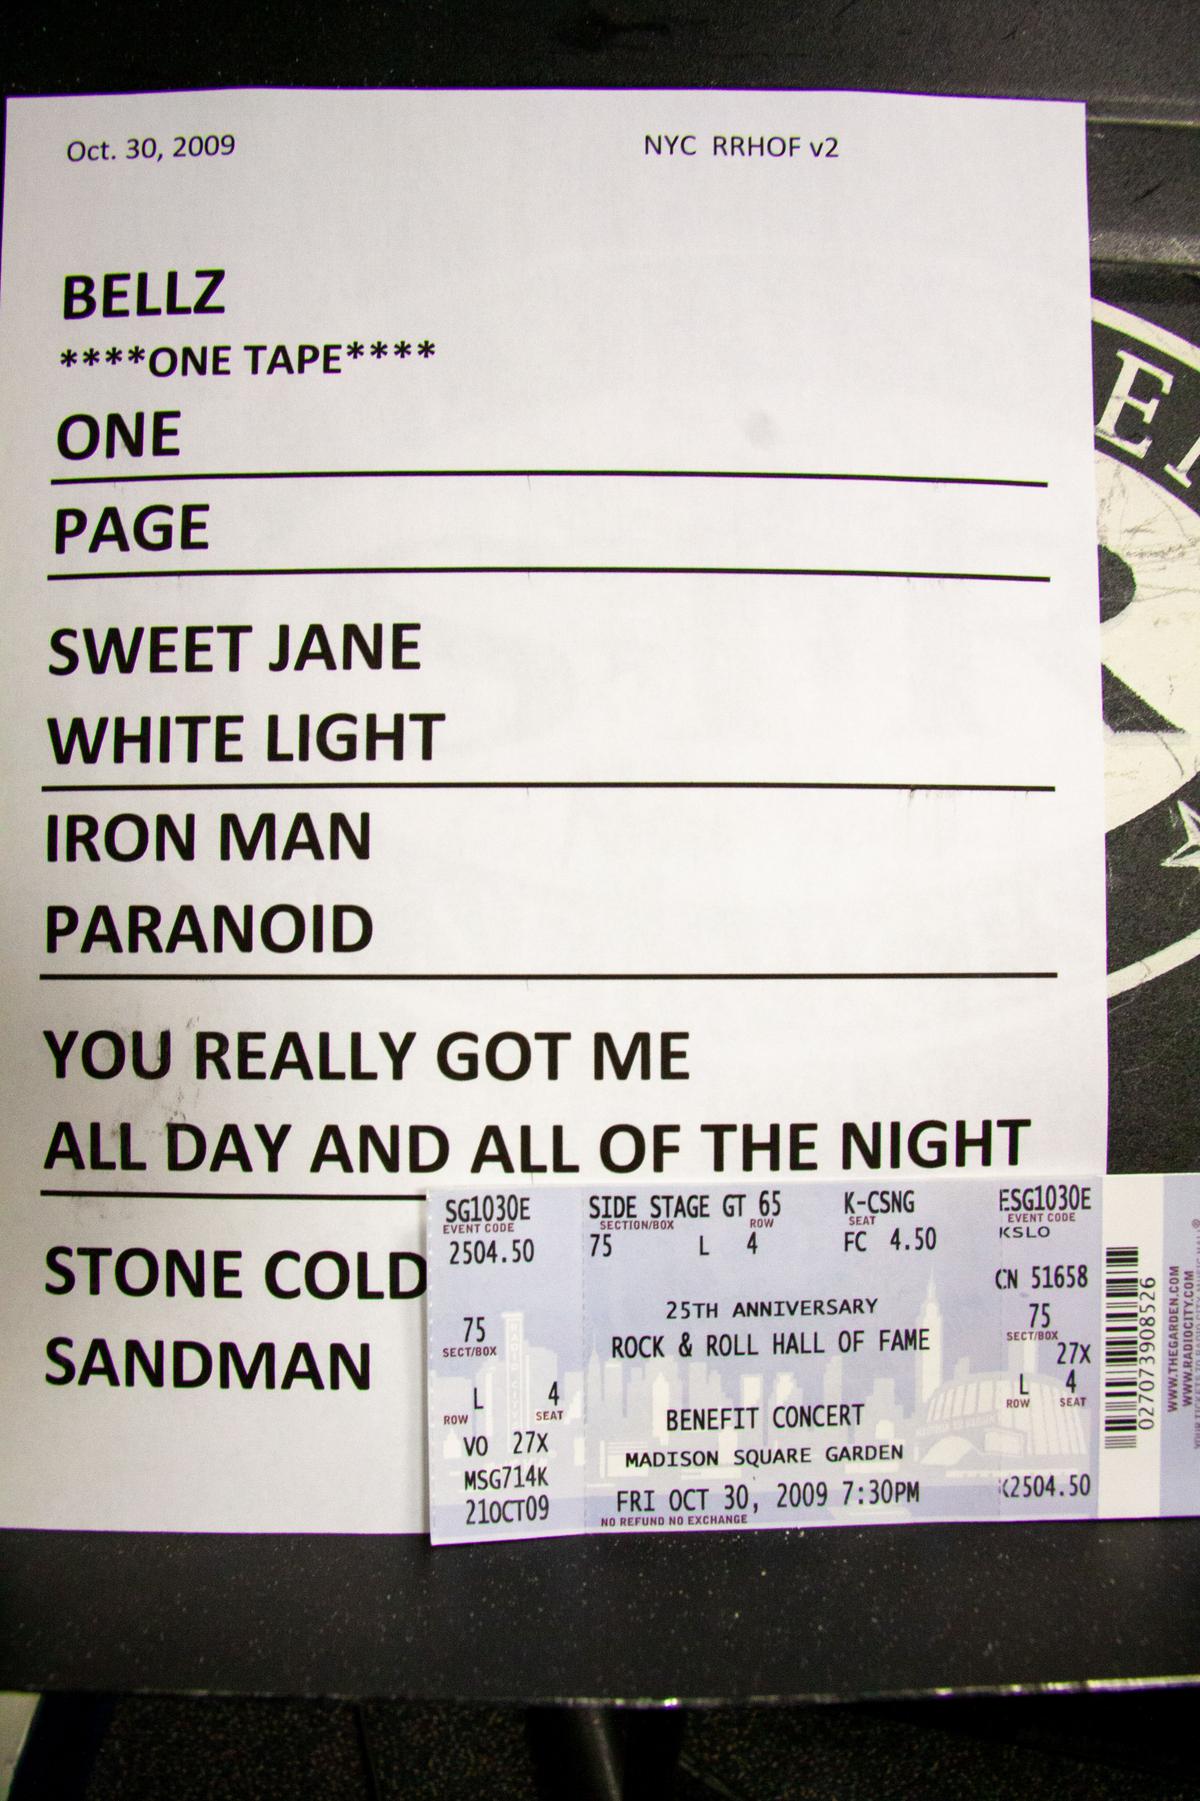 Oct. 30, 2009 NYC RRHOF v2
BELLZ
****ONE TAPE****
ONE
PAGE
SWEET JANE
WHITE LIGHT
IRON MAN
PARANOID
YOU REALLY GOT ME
ALL DAY AND ALL OF THE NIGHT
STONE COLD
SANDMAN
SG1030E SIDE STAGE GT 65 K-CSNG ESG1030E
EVENT CODE SECTION/BOX ROW SEAT EVENT CODE
2504.50 75 L 4 FC 4.50 KSLO
CN 51658
25TH ANNIVERSARY
75 ROCK & ROLL HALL OF FAME 75
SECT/BOX SECT/BOX
27X
L 4 L 4
ROW SEAT ROW SEAT
BENEFIT CONCERT
VO 27X MADISON SQUARE GARDEN
MSG714K
21OCT09 FRI OCT 30, 2009 7:30PM 2504.50
NO REFUND NO EXCHANGE
027073908526
WWW.THEGARDEN.COM
WWW.RADIOCITY.COM